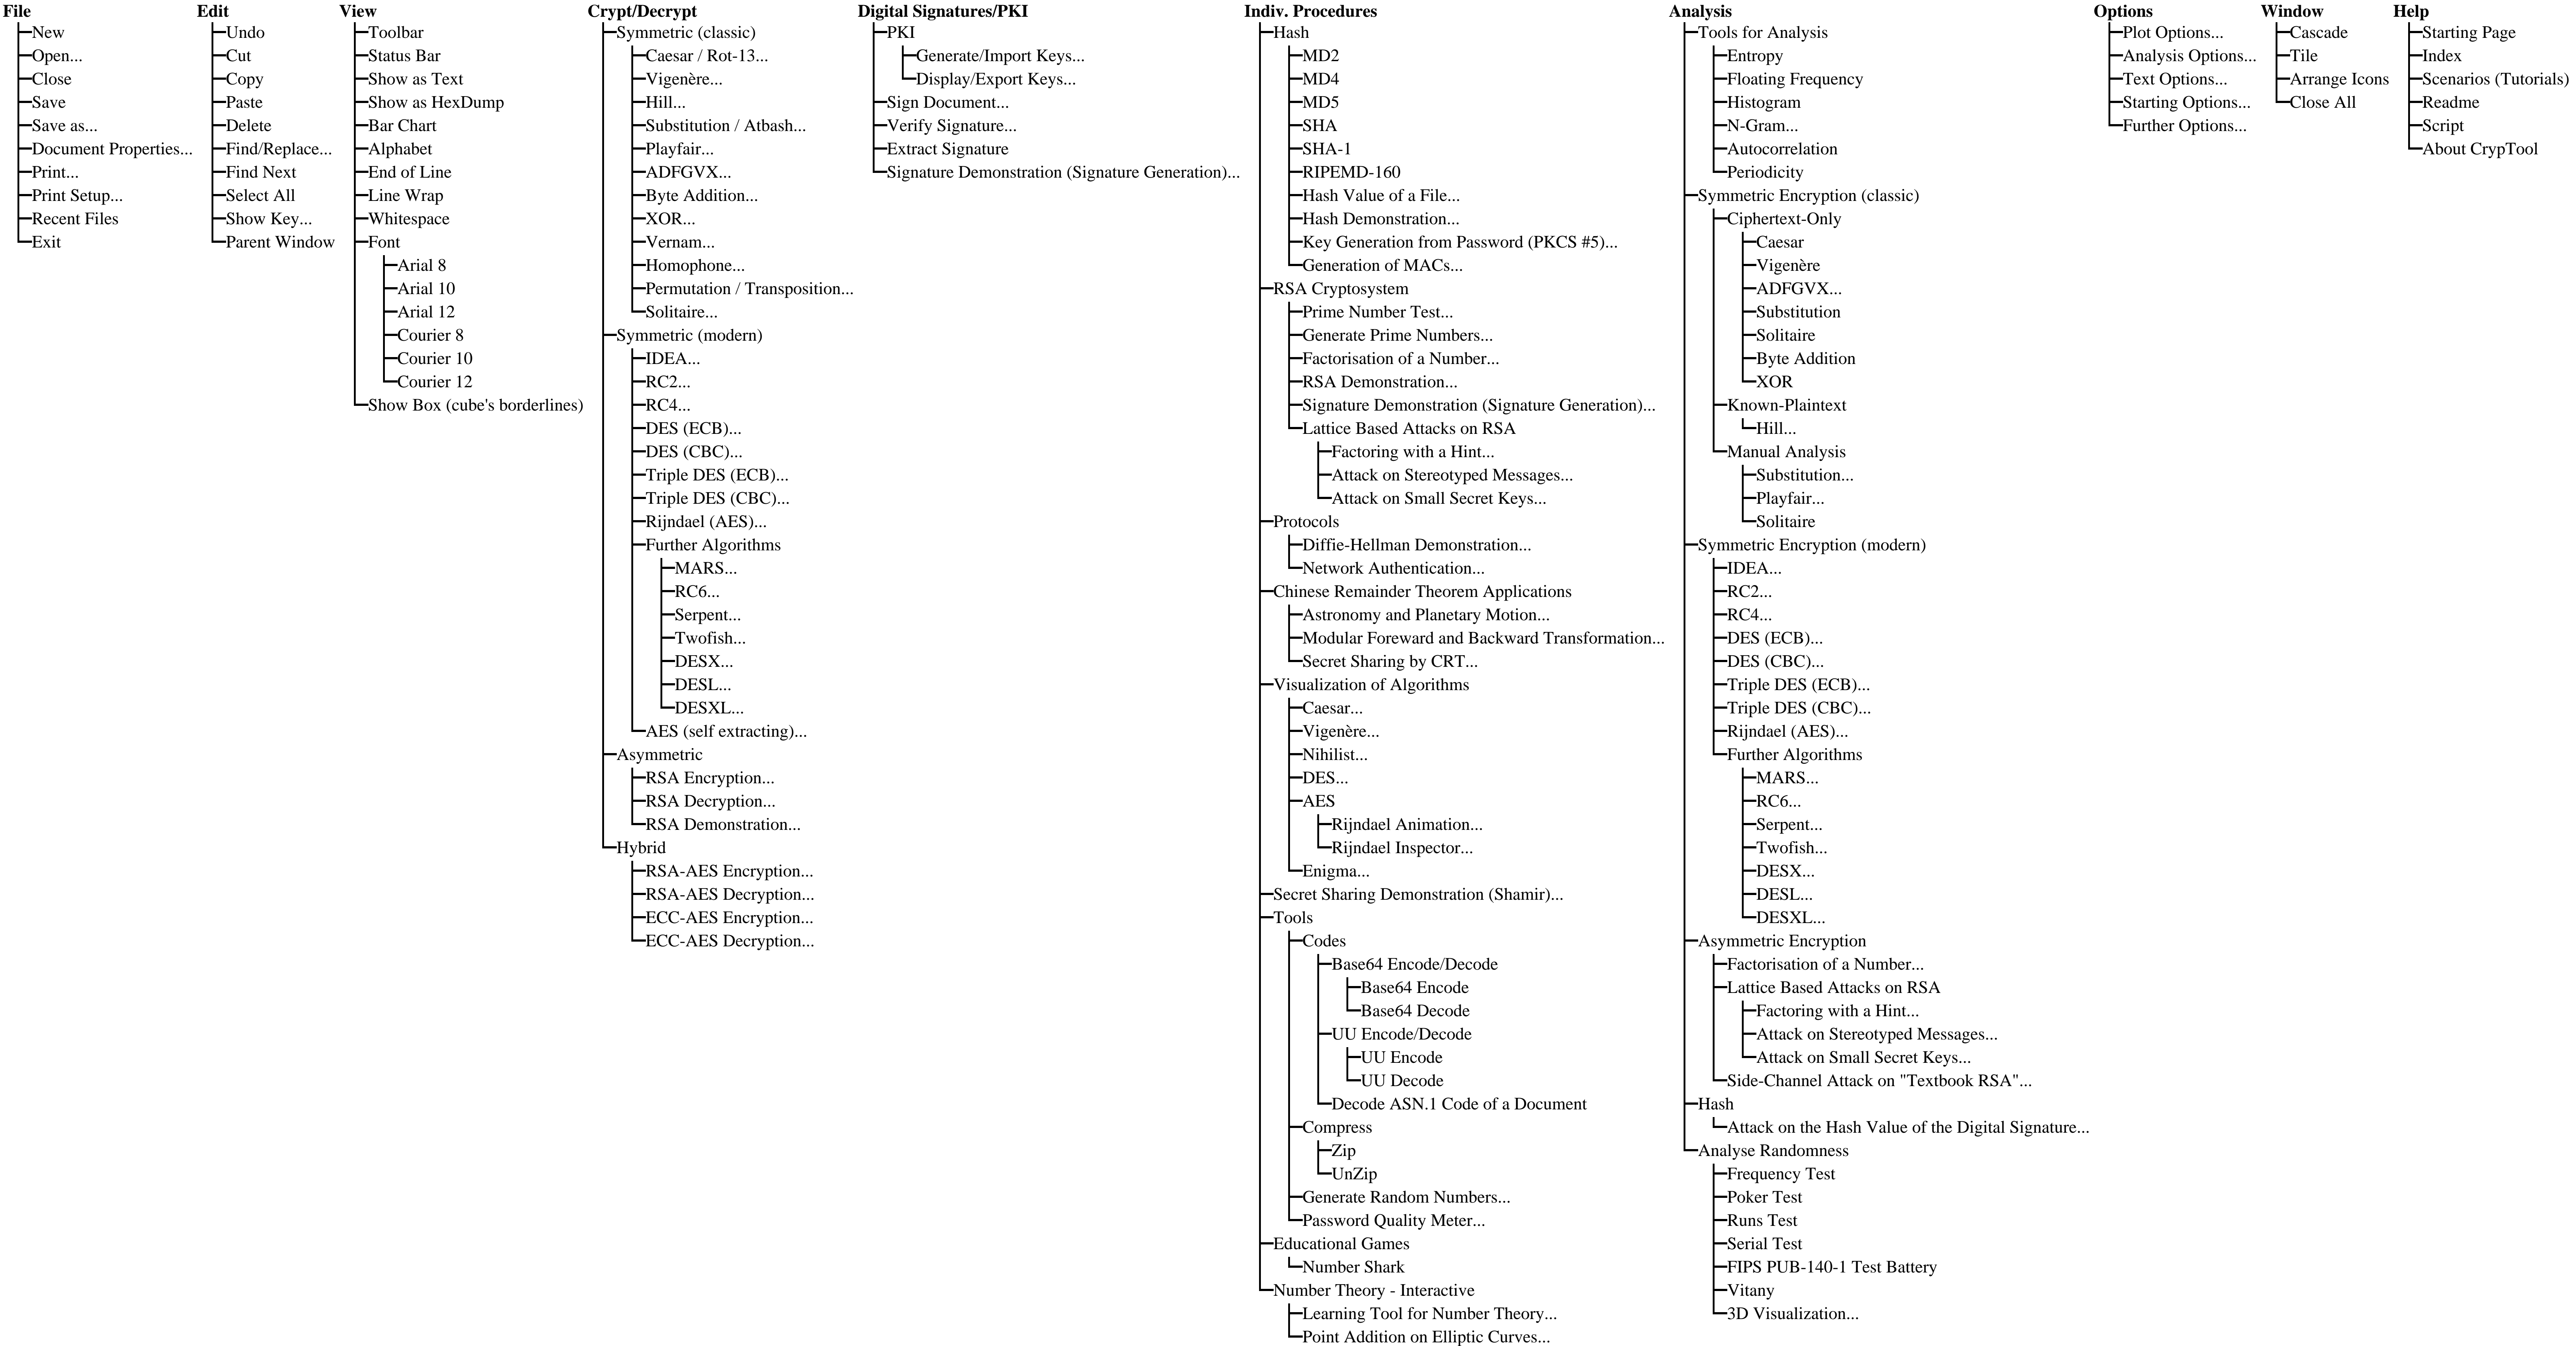 File
New
Open...
Close
Save
Save as...
Document Properties...
Print...
Print Setup...
Recent Files
Exit
Edit
Undo
Cut
Copy
Paste
Delete
Find/Replace...
Find Next
Select All
Show Key...
Parent Window
View
Toolbar
Status Bar
Show as Text
Show as HexDump
Bar Chart
Alphabet
End of Line
Line Wrap
Whitespace
Font
Arial 8
Arial 10
Arial 12
Courier 8
Courier 10
Courier 12
Show Box (cube's borderlines)
Crypt/Decrypt
Symmetric (classic)
Caesar / Rot-13...
Vigenère...
Hill...
Substitution / Atbash...
Playfair...
ADFGVX...
Byte Addition...
XOR...
Vernam...
Homophone...
Permutation / Transposition...
Solitaire...
Symmetric (modern)
IDEA...
RC2...
RC4...
DES (ECB)...
DES (CBC)...
Triple DES (ECB)...
Triple DES (CBC)...
Rijndael (AES)...
Further Algorithms
MARS...
RC6...
Serpent...
Twofish...
DESX...
DESL...
DESXL...
AES (self extracting)...
Asymmetric
RSA Encryption...
RSA Decryption...
RSA Demonstration...
Hybrid
RSA-AES Encryption...
RSA-AES Decryption...
ECC-AES Encryption...
ECC-AES Decryption...
Digital Signatures/PKI
PKI
Generate/Import Keys...
Display/Export Keys...
Sign Document...
Verify Signature...
Extract Signature
Signature Demonstration (Signature Generation)...
Indiv. Procedures
Hash
MD2
MD4
MD5
SHA
SHA-1
RIPEMD-160
Hash Value of a File...
Hash Demonstration...
Key Generation from Password (PKCS #5)...
Generation of MACs...
RSA Cryptosystem
Prime Number Test...
Generate Prime Numbers...
Factorisation of a Number...
RSA Demonstration...
Signature Demonstration (Signature Generation)...
Lattice Based Attacks on RSA
Factoring with a Hint...
Attack on Stereotyped Messages...
Attack on Small Secret Keys...
Protocols
Diffie-Hellman Demonstration...
Network Authentication...
Chinese Remainder Theorem Applications
Astronomy and Planetary Motion...
Modular Foreward and Backward Transformation...
Secret Sharing by CRT...
Visualization of Algorithms
Caesar...
Vigenère...
Nihilist...
DES...
AES
Rijndael Animation...
Rijndael Inspector...
Enigma...
Secret Sharing Demonstration (Shamir)...
Tools
Codes
Base64 Encode/Decode
Base64 Encode
Base64 Decode
UU Encode/Decode
UU Encode
UU Decode
Decode ASN.1 Code of a Document
Compress
Zip
UnZip
Generate Random Numbers...
Password Quality Meter...
Educational Games
Number Shark
Number Theory - Interactive
Learning Tool for Number Theory...
Point Addition on Elliptic Curves...
Analysis
Tools for Analysis
Entropy
Floating Frequency
Histogram
N-Gram...
Autocorrelation
Periodicity
Symmetric Encryption (classic)
Ciphertext-Only
Caesar
Vigenère
ADFGVX...
Substitution
Solitaire
Byte Addition
XOR
Known-Plaintext
Hill...
Manual Analysis
Substitution...
Playfair...
Solitaire
Symmetric Encryption (modern)
IDEA...
RC2...
RC4...
DES (ECB)...
DES (CBC)...
Triple DES (ECB)...
Triple DES (CBC)...
Rijndael (AES)...
Further Algorithms
MARS...
RC6...
Serpent...
Twofish...
DESX...
DESL...
DESXL...
Asymmetric Encryption
Factorisation of a Number...
Lattice Based Attacks on RSA
Factoring with a Hint...
Attack on Stereotyped Messages...
Attack on Small Secret Keys...
Side-Channel Attack on "Textbook RSA"...
Hash
Attack on the Hash Value of the Digital Signature...
Analyse Randomness
Frequency Test
Poker Test
Runs Test
Serial Test
FIPS PUB-140-1 Test Battery
Vitany
3D Visualization...
Options
Plot Options...
Analysis Options...
Text Options...
Starting Options...
Further Options...
Window
Cascade
Tile
Arrange Icons
Close All
Help
Starting Page
Index
Scenarios (Tutorials)
Readme
Script
About CrypTool